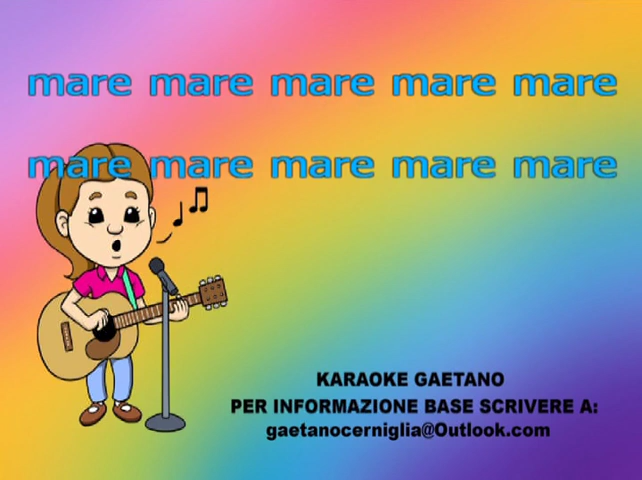 mare mare mare mare mare
mare mare mare mare mare
KARAOKE GAETANO
PER INFORMAZIONE BASE SCRIVERE A:
gaetanocerniglia@Outlook.com